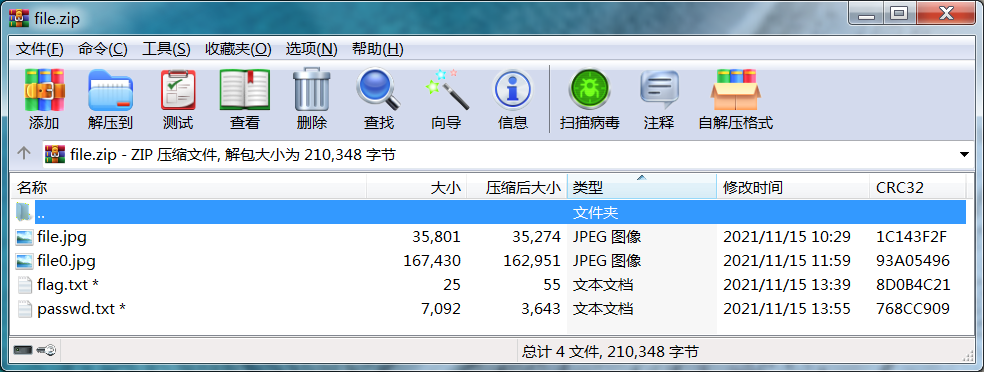 file.zip
文件(F) 命令(C) 工具(S) 收藏夹(O) 选项(N) 帮助(H)
添加 解压到 测试 查看 删除 查找 向导 信息 扫描病毒 注释 自解压格式
file.zip - ZIP 压缩文件, 解包大小为 210,348 字节
名称 大小 压缩后大小 类型 修改时间 CRC32
.. 文件夹
file.jpg 35,801 35,274 JPEG 图像 2021/11/15 10:29 1C143F2F
file0.jpg 167,430 162,951 JPEG 图像 2021/11/15 11:59 93A05496
flag.txt * 25 55 文本文档 2021/11/15 13:39 8D0B4C21
passwd.txt * 7,092 3,643 文本文档 2021/11/15 13:55 768CC909
总计 4 文件, 210,348 字节